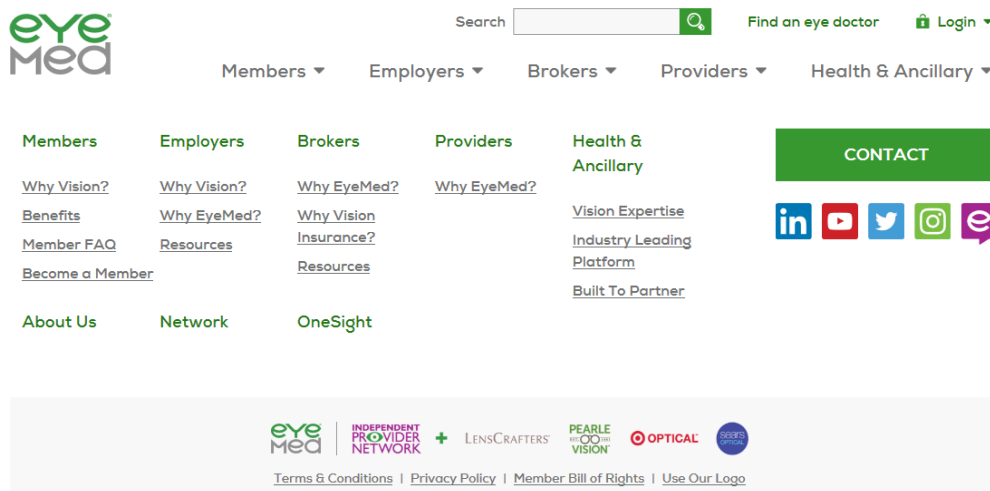 eye med
Search
Find an eye doctor
Login
Members
Employers
Brokers
Providers
Health & Ancillary
Members
Why Vision?
Benefits
Member FAQ
Become a Member
Employers
Why Vision?
Why EyeMed?
Resources
Brokers
Why EyeMed?
Why Vision
Insurance?
Resources
Providers
Why EyeMed?
Health &
Ancillary
Vision Expertise
Industry Leading
Platform
Built To Partner
CONTACT
in
About Us
Network
OneSight
eye med
INDEPENDENT
PROVIDER
NETWORK
+
LENSCRAFTERS
PEARLE
VISION
OPTICAL
sears
OPTICAL
Terms & Conditions | Privacy Policy | Member Bill of Rights | Use Our Logo